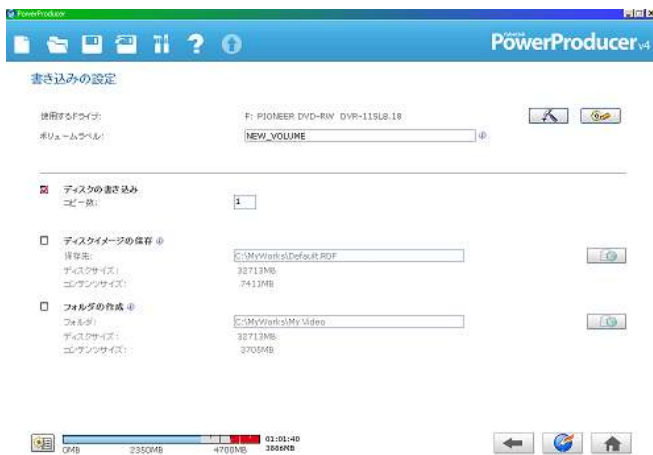 PowerProducer
CyberLink
PowerProducer v4
書き込みの設定
使用するドライブ: F: PIONEER DVD-RW DVR-115L8.18
ボリュームラベル: NEW_VOLUME
ディスクの書き込み
コピー数: 1
ディスクイメージの保存
保存先: C:\MyWorks\Default.RDF
ディスクサイズ: 32713MB
コンテンツサイズ: 7411MB
フォルダの作成
フォルダ: C:\MyWorks\My Video
ディスクサイズ: 32713MB
コンテンツサイズ: 3705MB
01:01:40
0MB 2350MB 4700MB 3886MB